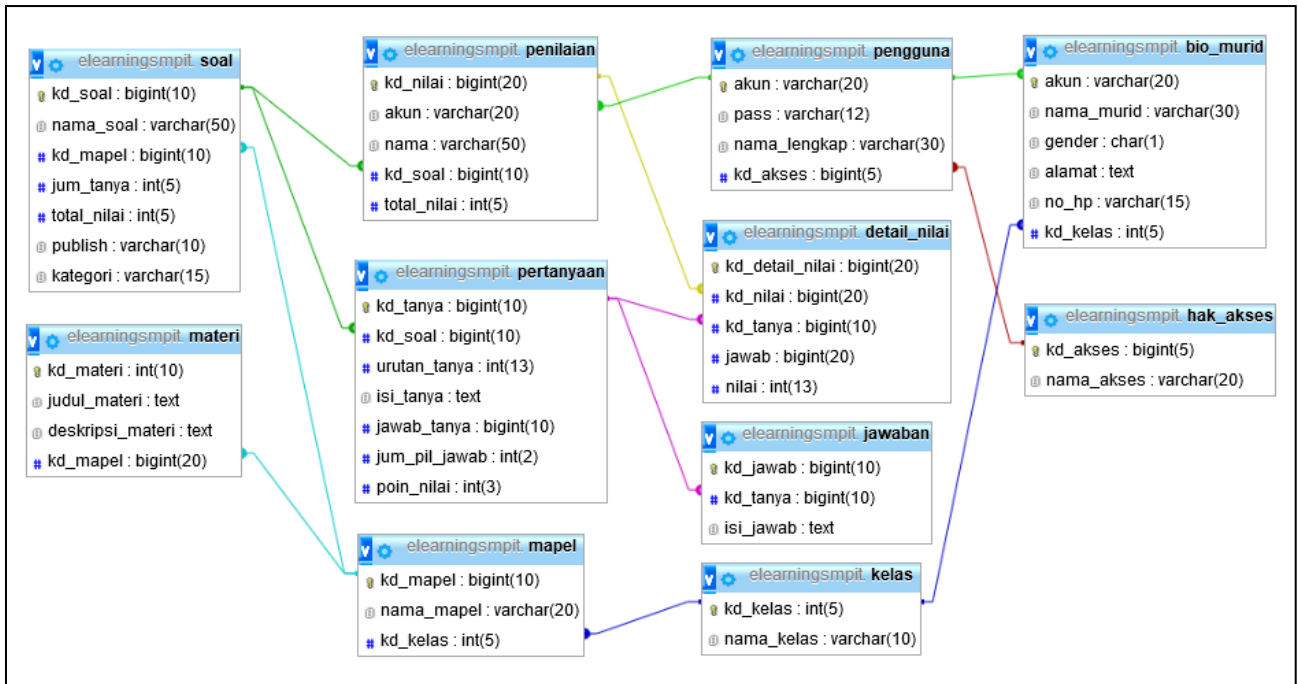 elearningsmpit. soal
kd_soal : bigint(10)
nama_soal : varchar(50)
kd_mapel : bigint(10)
jum_tanya : int(5)
total_nilai : int(5)
publish : varchar(10)
kategori : varchar(15)
elearningsmpit. materi
kd_materi : int(10)
judul_materi : text
deskripsi_materi : text
kd_mapel : bigint(20)
elearningsmpit. penilaian
kd_nilai : bigint(20)
akun : varchar(20)
nama : varchar(50)
kd_soal : bigint(10)
total_nilai : int(5)
elearningsmpit. pertanyaan
kd_tanya : bigint(10)
kd_soal : bigint(10)
urutan_tanya : int(13)
isi_tanya : text
jawab_tanya : bigint(10)
jum_pil_jawab : int(2)
poin_nilai : int(3)
elearningsmpit. mapel
kd_mapel : bigint(10)
nama_mapel : varchar(20)
kd_kelas : int(5)
elearningsmpit. pengguna
akun : varchar(20)
pass : varchar(12)
nama_lengkap : varchar(30)
kd_akses : bigint(5)
elearningsmpit. detail_nilai
kd_detail_nilai : bigint(20)
kd_nilai : bigint(20)
kd_tanya : bigint(10)
jawab : bigint(20)
nilai : int(13)
elearningsmpit. jawaban
kd_jawab : bigint(10)
kd_tanya : bigint(10)
isi_jawab : text
elearningsmpit. kelas
kd_kelas : int(5)
nama_kelas : varchar(10)
elearningsmpit. bio_murid
akun : varchar(20)
nama_murid : varchar(30)
gender : char(1)
alamat : text
no_hp : varchar(15)
kd_kelas : int(5)
elearningsmpit. hak_akses
kd_akses : bigint(5)
nama_akses : varchar(20)